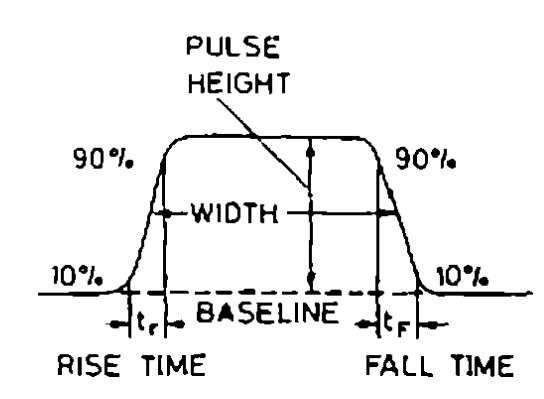 PULSE
HEIGHT
90% 90%
WIDTH
10% 10%
BASELINE
tr tF
RISE TIME FALL TIME